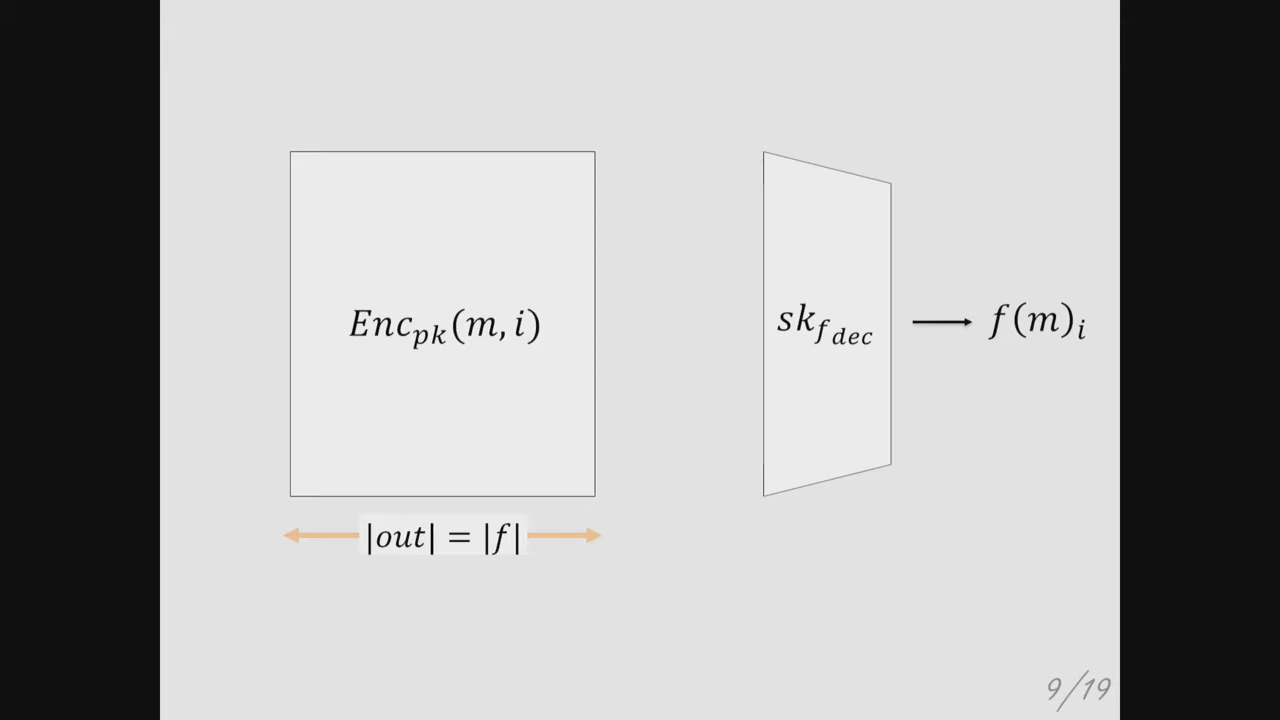 Enc_pk(m, i)
sk_f_dec
f(m)_i
|out| = |f|
9/19